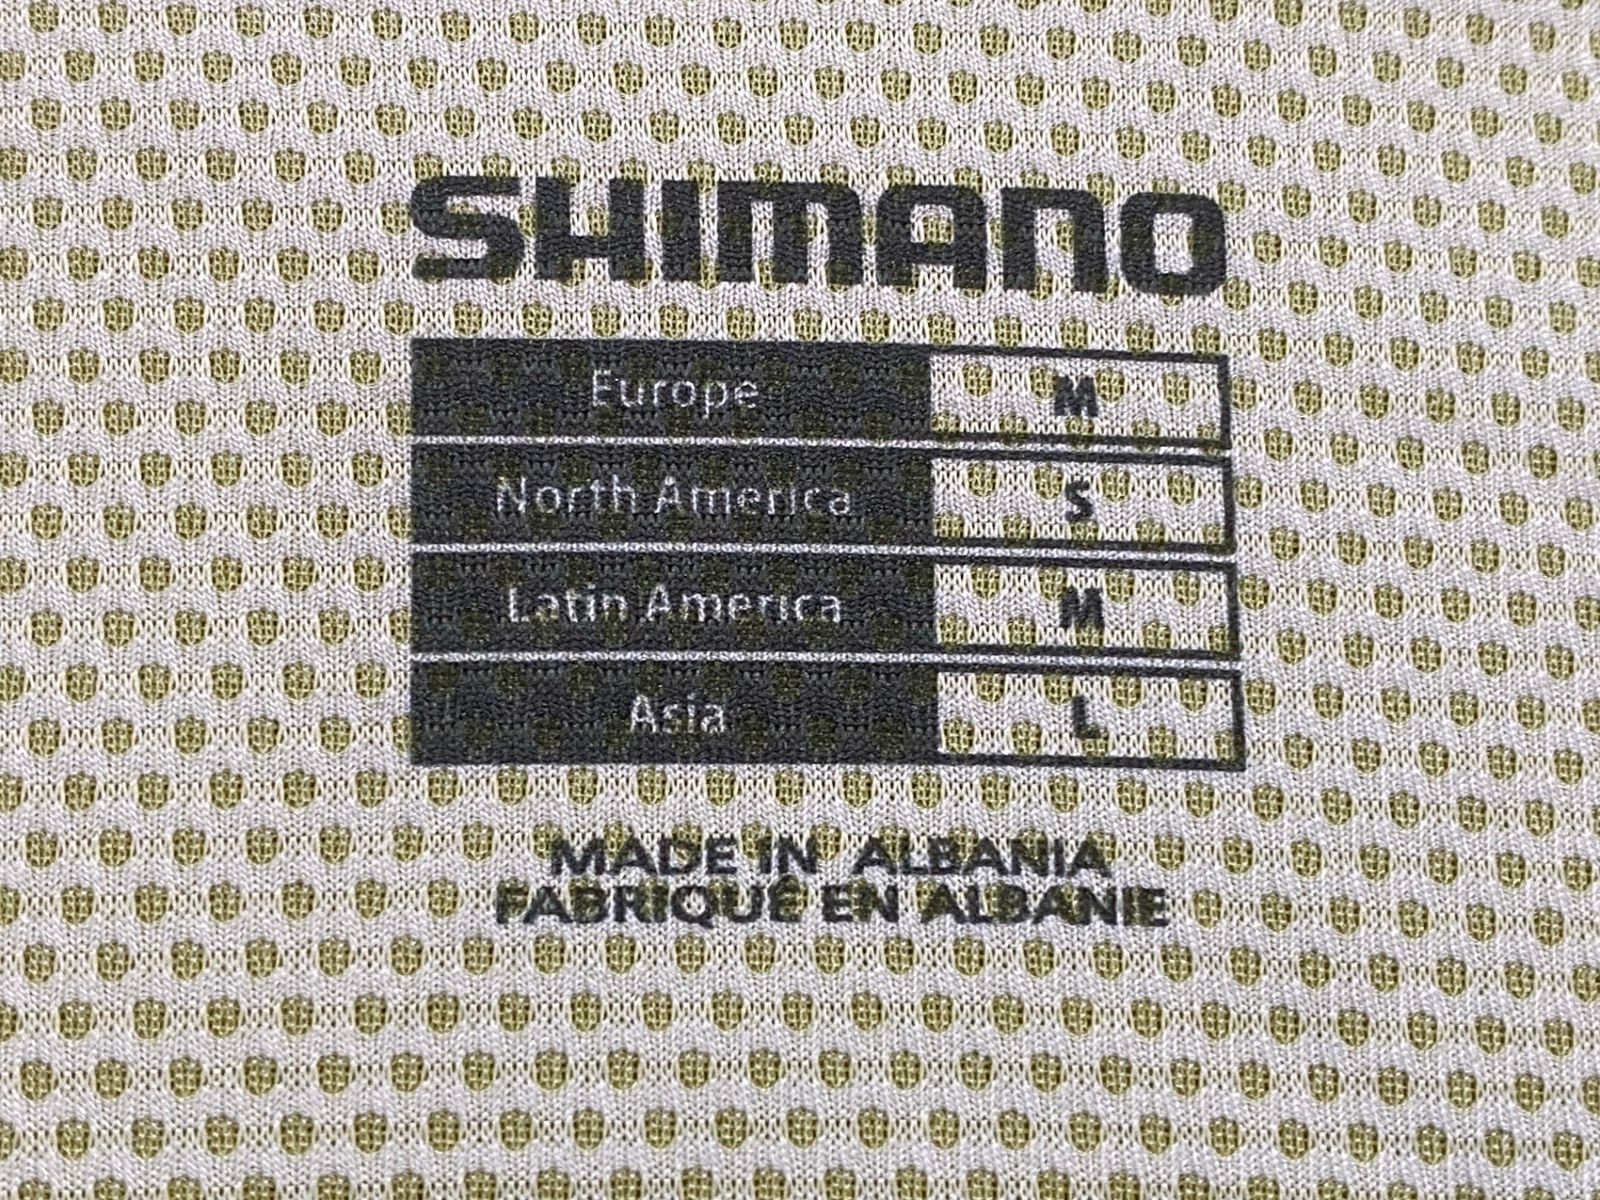 SHIMANO
Europe M
North America S
Latin America M
Asia L
MADE IN ALBANIA
FABRIQUÉ EN ALBANIE